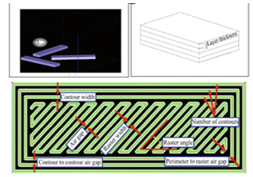 Layer thickness
Contour width
Number of contours
Air gap
Raster width
Raster angle
Contour to contour air gap
Perimeter to raster air gap